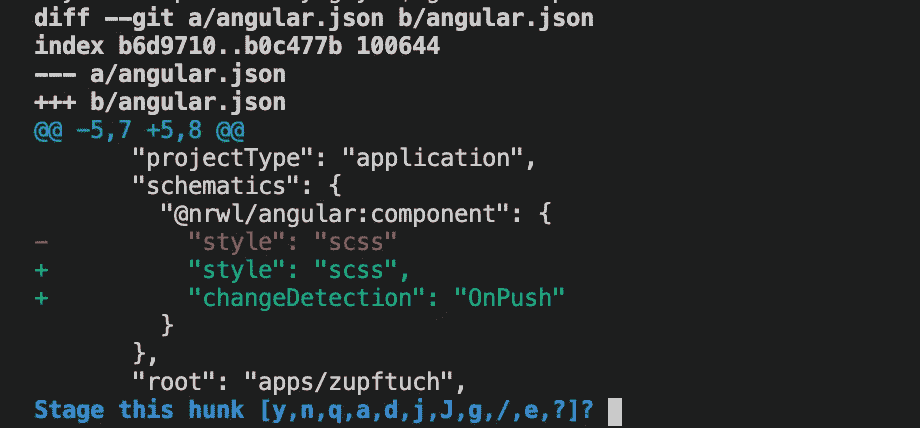 diff --git a/angular.json b/angular.json
index b6d9710..b0c477b 100644
--- a/angular.json
+++ b/angular.json
@@ -5,7 +5,8 @@
"projectType": "application",
"schematics": {
"@nrwl/angular:component": {
- "style": "scss"
+ "style": "scss",
+ "changeDetection": "OnPush"
}
},
"root": "apps/zupftuch",
Stage this hunk [y,n,q,a,d,j,J,g,/,e,?]?